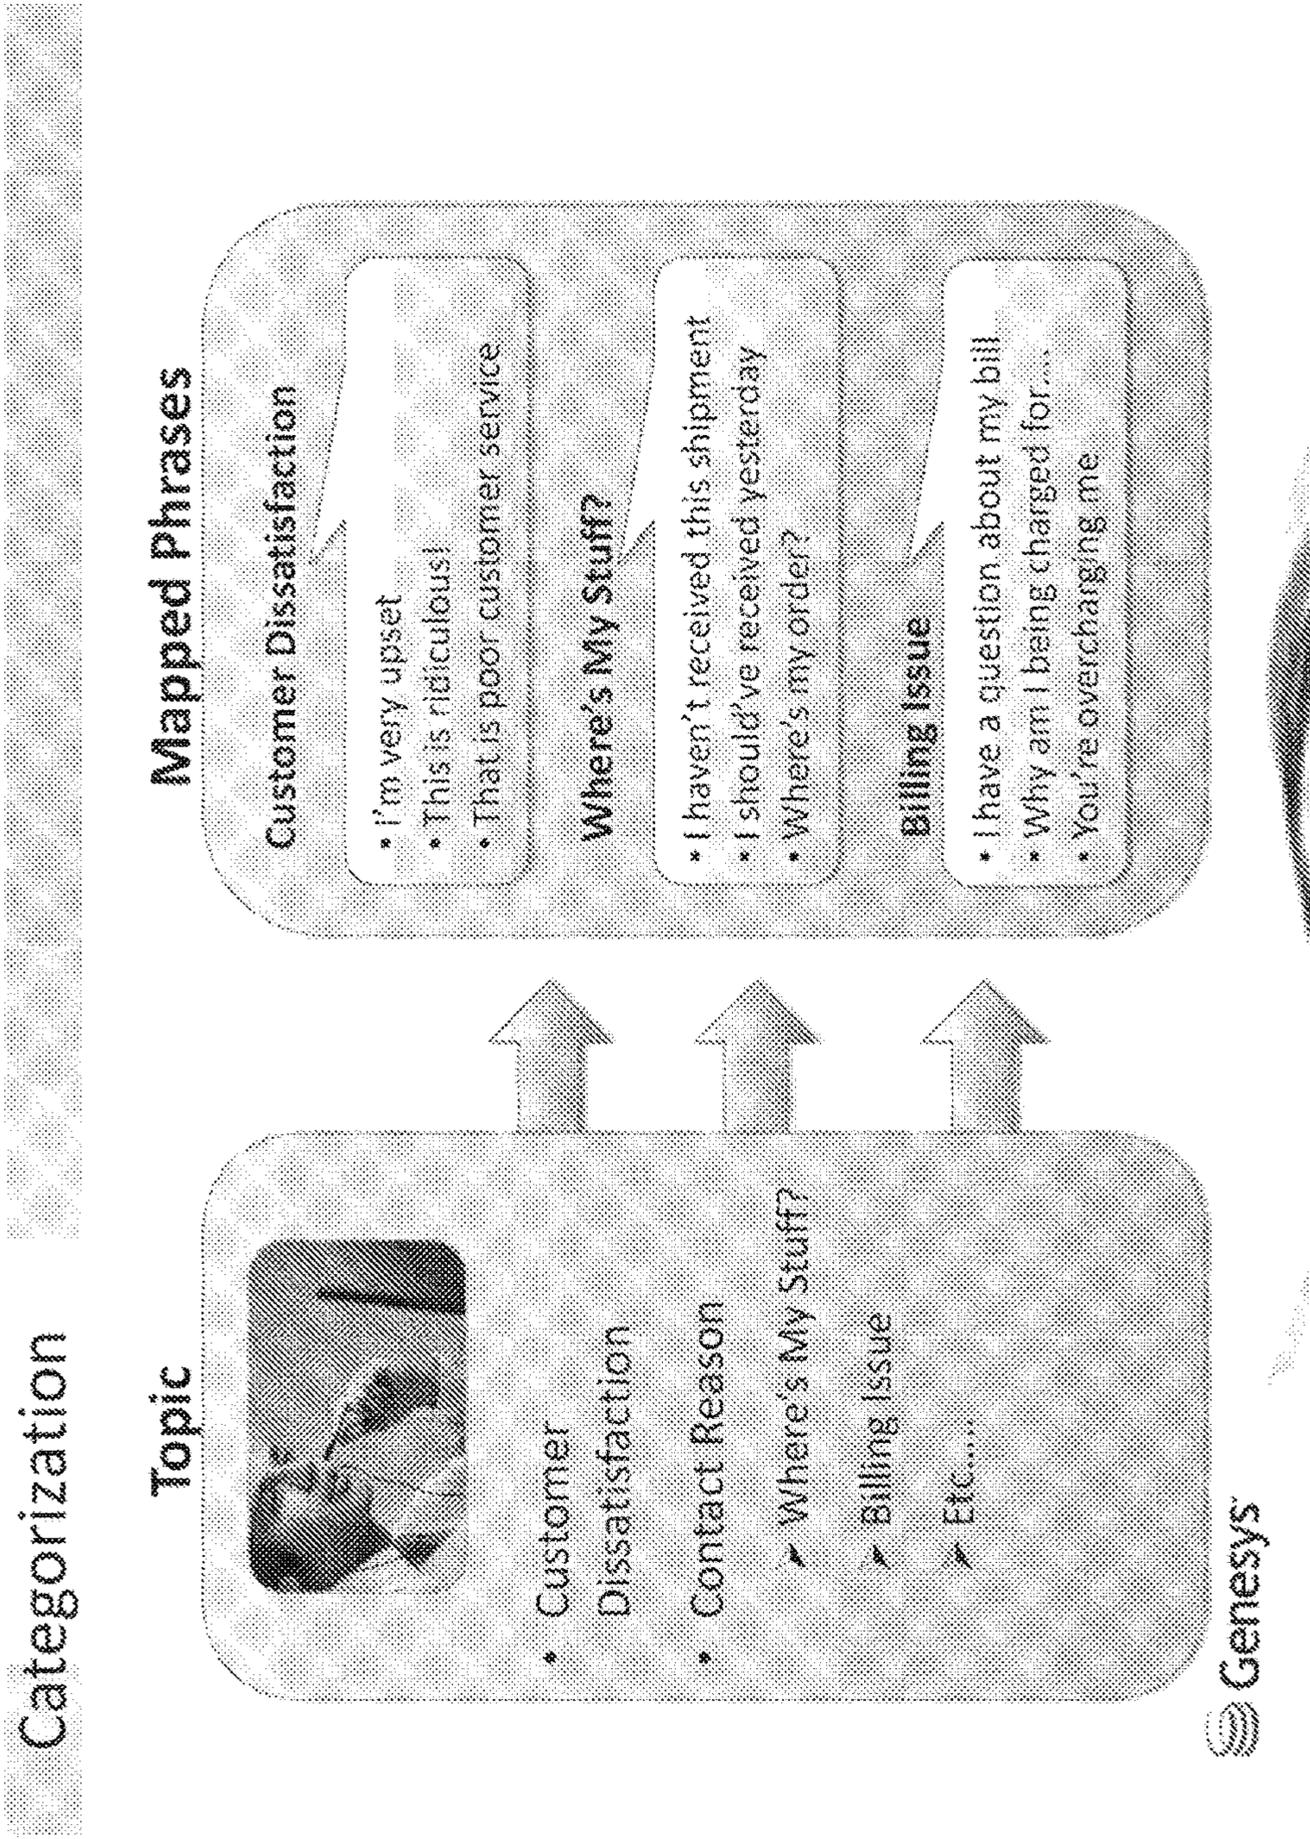 Categorization
Topic
• Customer
Dissatisfaction
• Contact Reason
➤ Where's My Stuff?
➤ Billing Issue
➤ Etc.....
Mapped Phrases
Customer Dissatisfaction
• I'm very upset
• This is ridiculous!
• That is poor customer service
Where's My Stuff?
• I haven't received this shipment
• I should've received yesterday
• Where's my order?
Billing Issue
• I have a question about my bill
• Why am I being charged for....
• You're overcharging me
Genesys